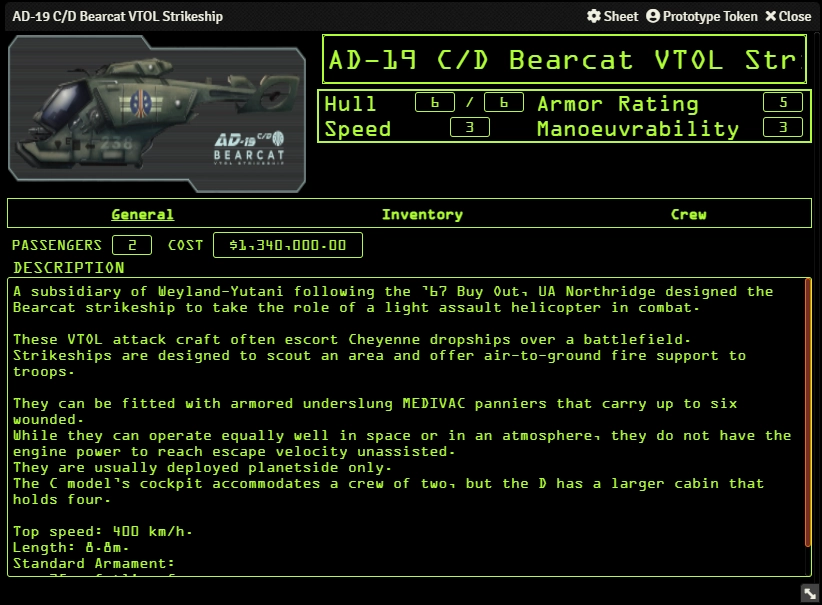 AD-19 C/D Bearcat VTOL Strikeship
Sheet Prototype Token Close
AD-19 C/D
BEARCAT
VTOL STRIKESHIP
238
AD-19 C/D Bearcat VTOL Str
Hull 6 / 6 Armor Rating 5
Speed 3 Manoeuvrability 3
General Inventory Crew
PASSENGERS 2 COST $1,340,000.00
DESCRIPTION
A subsidiary of Weyland-Yutani following the '67 Buy Out, UA Northridge designed the
Bearcat strikeship to take the role of a light assault helicopter in combat.
These VTOL attack craft often escort Cheyenne dropships over a battlefield.
Strikeships are designed to scout an area and offer air-to-ground fire support to
troops.
They can be fitted with armored underslung MEDIVAC panniers that carry up to six
wounded.
While they can operate equally well in space or in an atmosphere, they do not have the
engine power to reach escape velocity unassisted.
They are usually deployed planetside only.
The C model's cockpit accommodates a crew of two, but the D has a larger cabin that
holds four.
Top speed: 400 km/h.
Length: 8.8m.
Standard Armament: